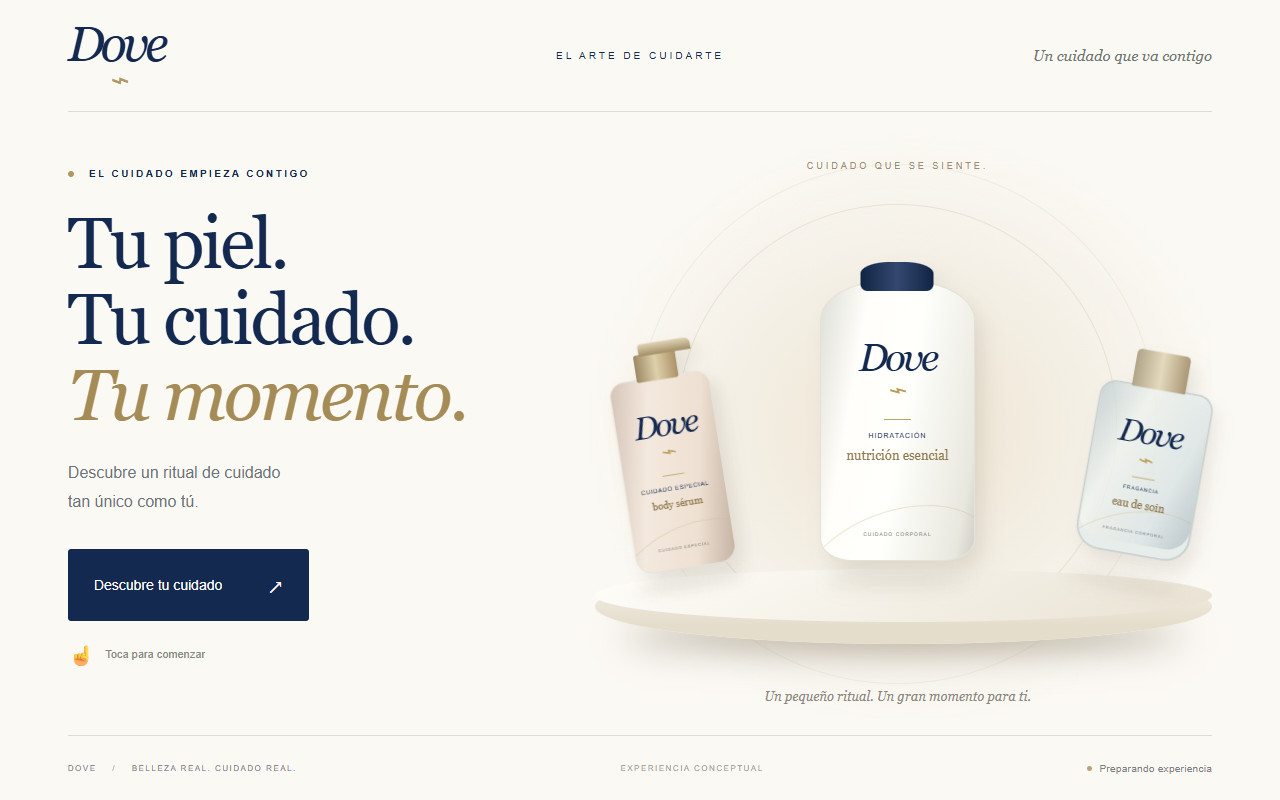 Dove
EL ARTE DE CUIDARTE
Un cuidado que va contigo
EL CUIDADO EMPIEZA CONTIGO
Tu piel.
Tu cuidado.
Tu momento.
Descubre un ritual de cuidado
tan único como tú.
Descubre tu cuidado ↗
Toca para comenzar
CUIDADO QUE SE SIENTE.
Dove
CUIDADO ESPECIAL
body sérum
CUIDADO ESPECIAL
Dove
HIDRATACIÓN
nutrición esencial
CUIDADO CORPORAL
Dove
FRAGANCIA
eau de soin
FRAGANCIA CORPORAL
Un pequeño ritual. Un gran momento para ti.
DOVE / BELLEZA REAL. CUIDADO REAL.
EXPERIENCIA CONCEPTUAL
Preparando experiencia